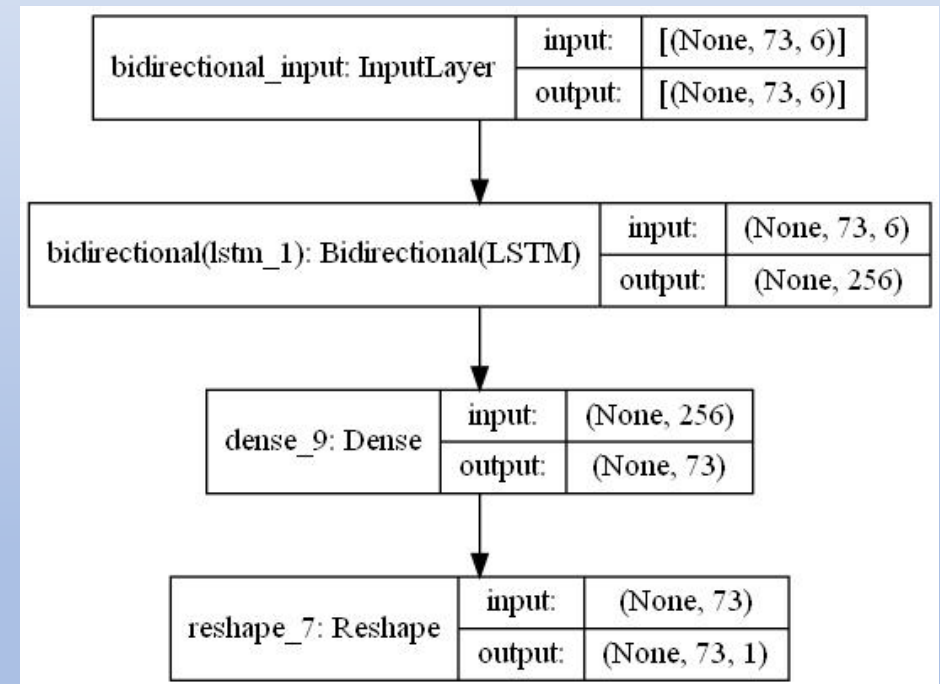 bidirectional_input: InputLayer
input: [(None, 73, 6)]
output: [(None, 73, 6)]
bidirectional(lstm_1): Bidirectional(LSTM)
input: (None, 73, 6)
output: (None, 256)
dense_9: Dense
input: (None, 256)
output: (None, 73)
reshape_7: Reshape
input: (None, 73)
output: (None, 73, 1)